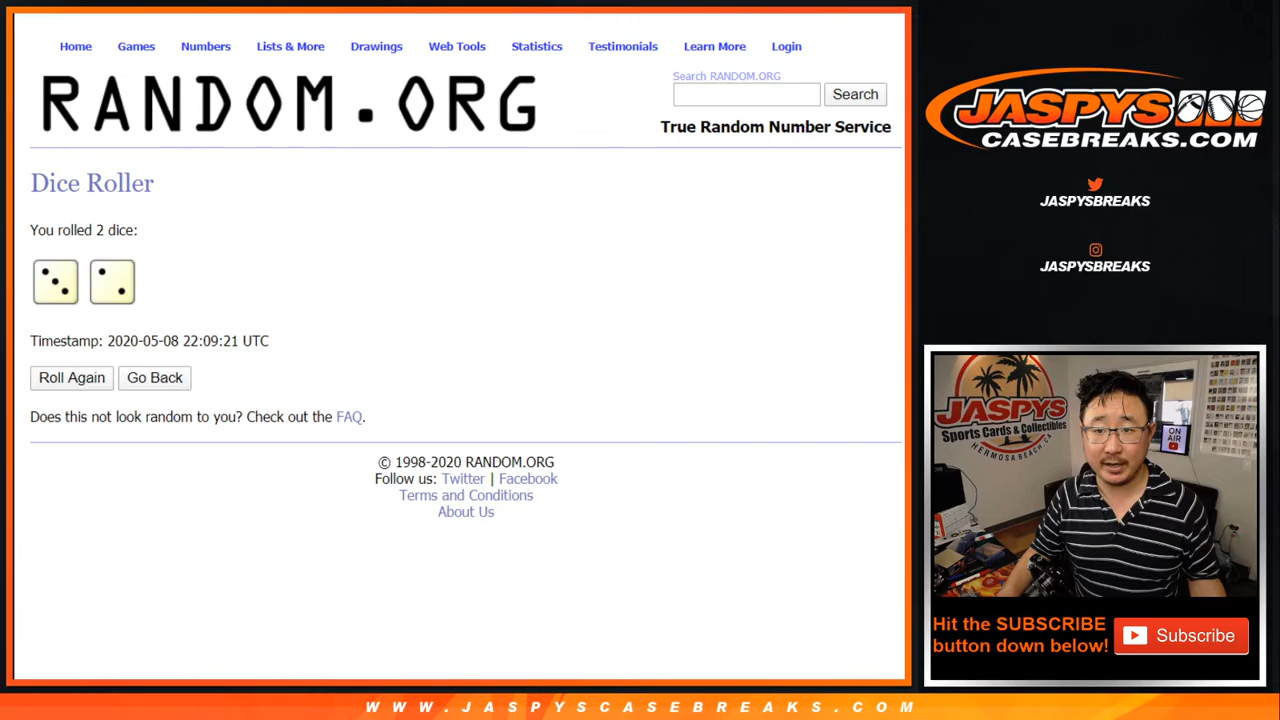 Home Games Numbers Lists & More Drawings Web Tools Statistics Testimonials Learn More Login
RANDOM.ORG
Search RANDOM.ORG
Search
True Random Number Service
Dice Roller
You rolled 2 dice:
Timestamp: 2020-05-08 22:09:21 UTC
Roll Again Go Back
Does this not look random to you? Check out the FAQ.
© 1998-2020 RANDOM.ORG
Follow us: Twitter | Facebook
Terms and Conditions
About Us
JASPYS
CASEBREAKS.COM
JASPYSBREAKS
JASPYSBREAKS
JASPYS
Sports Cards & Collectibles
HERMOSA BEACH, CA
ON
AIR
Hit the SUBSCRIBE
button down below!
Subscribe
WWW.JASPYSCASEBREAKS.COM